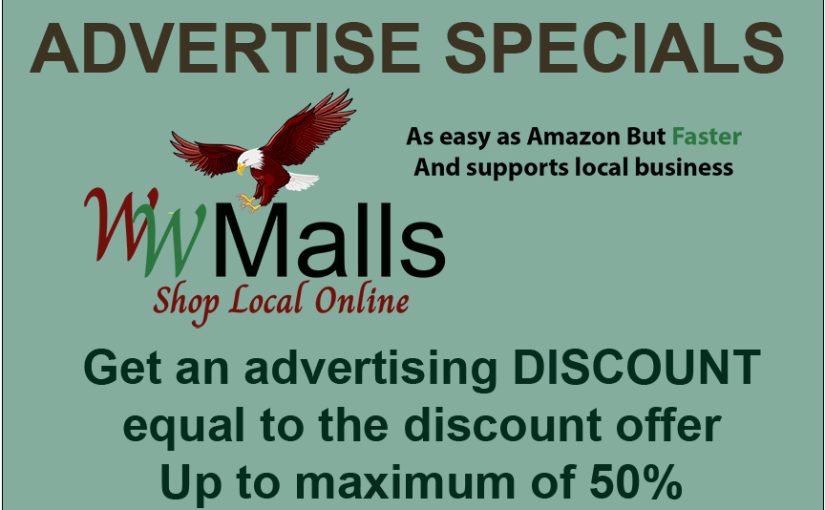 ADVERTISE SPECIALS
As easy as Amazon But Faster
And supports local business
WWMalls
Shop Local Online
Get an advertising DISCOUNT
equal to the discount offer
Up to maximum of 50%